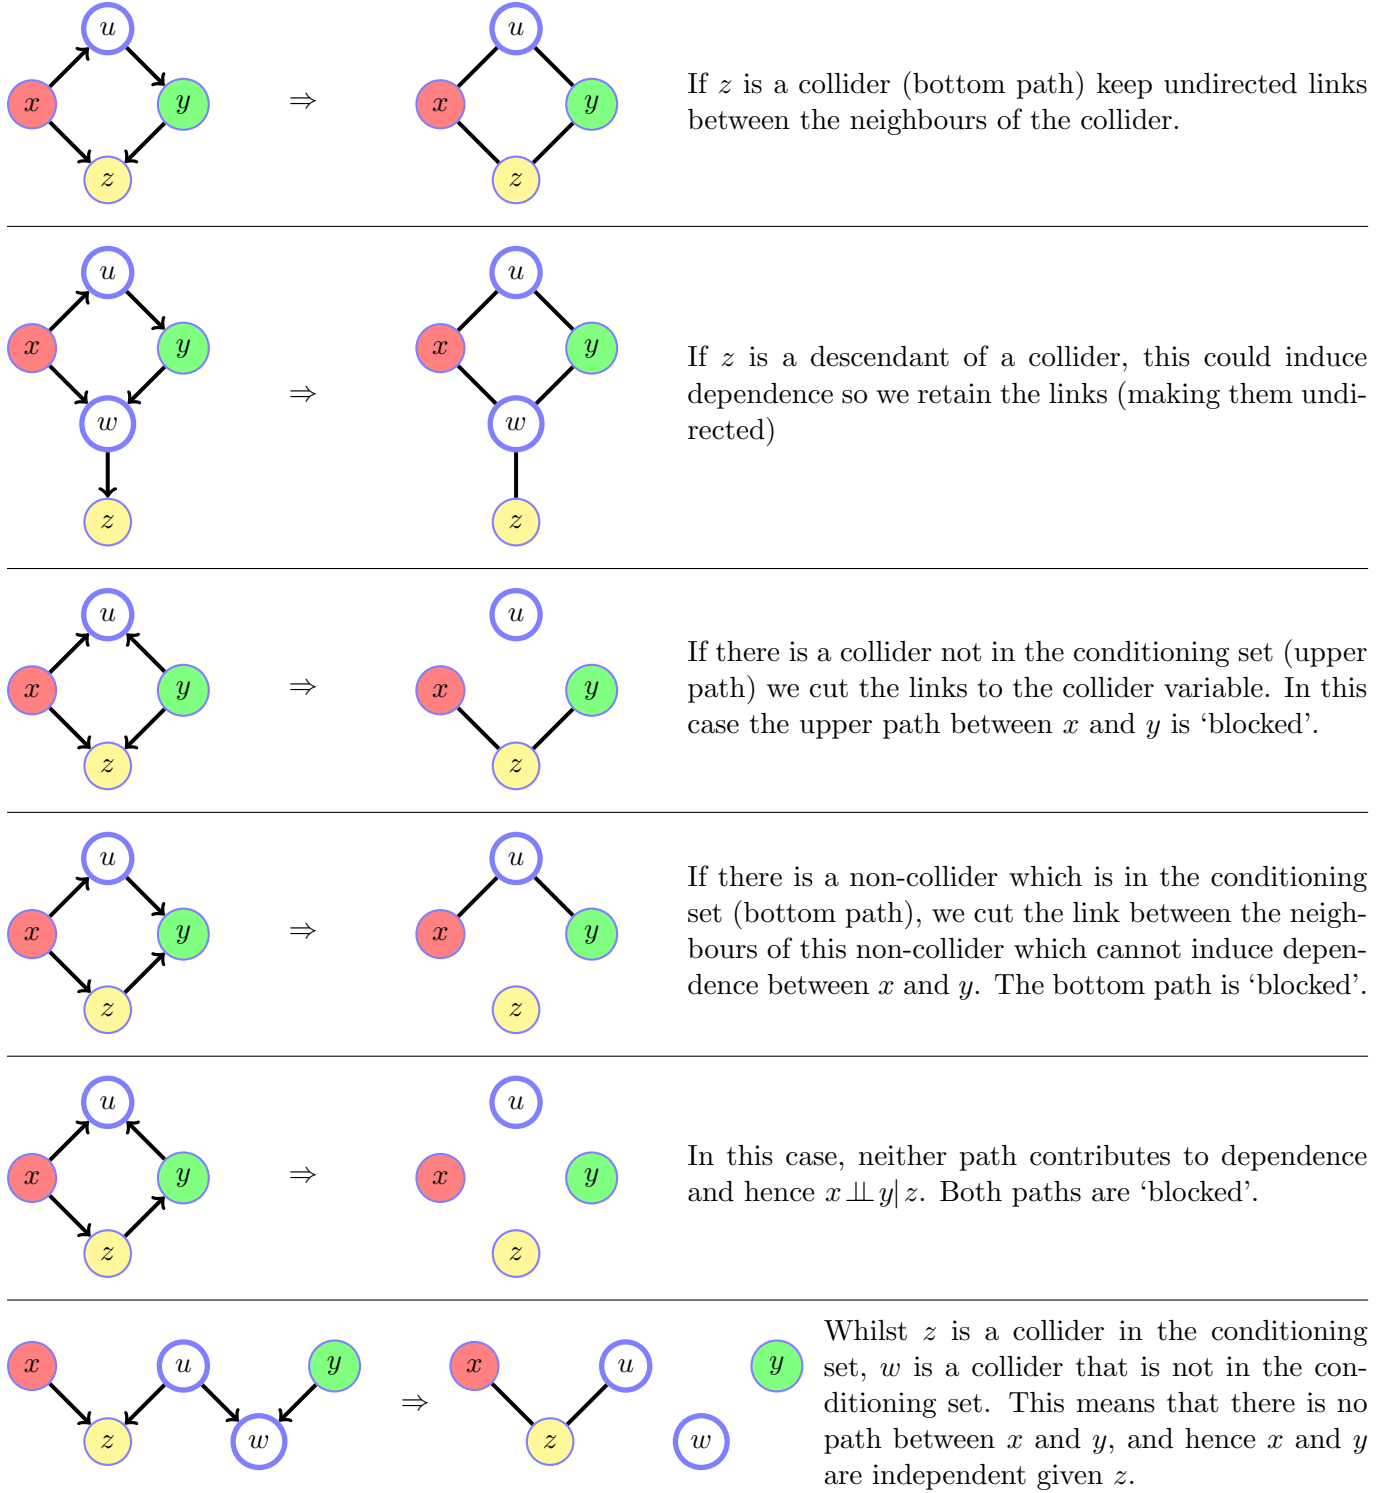 u u
x y ⇒ x y
z z
If z is a collider (bottom path) keep undirected links
between the neighbours of the collider.
u u
x y x y
⇒
w w
z z
If z is a descendant of a collider, this could induce
dependence so we retain the links (making them undi-
rected)
u u
x y ⇒ x y
z z
If there is a collider not in the conditioning set (upper
path) we cut the links to the collider variable. In this
case the upper path between x and y is ‘blocked’.
u u
x y ⇒ x y
z z
If there is a non-collider which is in the conditioning
set (bottom path), we cut the link between the neigh-
bours of this non-collider which cannot induce depen-
dence between x and y. The bottom path is ‘blocked’.
u u
x y ⇒ x y
z z
In this case, neither path contributes to dependence
and hence x ⫫ y| z. Both paths are ‘blocked’.
x u y x u y
⇒
z w z w
Whilst z is a collider in the conditioning
set, w is a collider that is not in the con-
ditioning set. This means that there is no
path between x and y, and hence x and y
are independent given z.